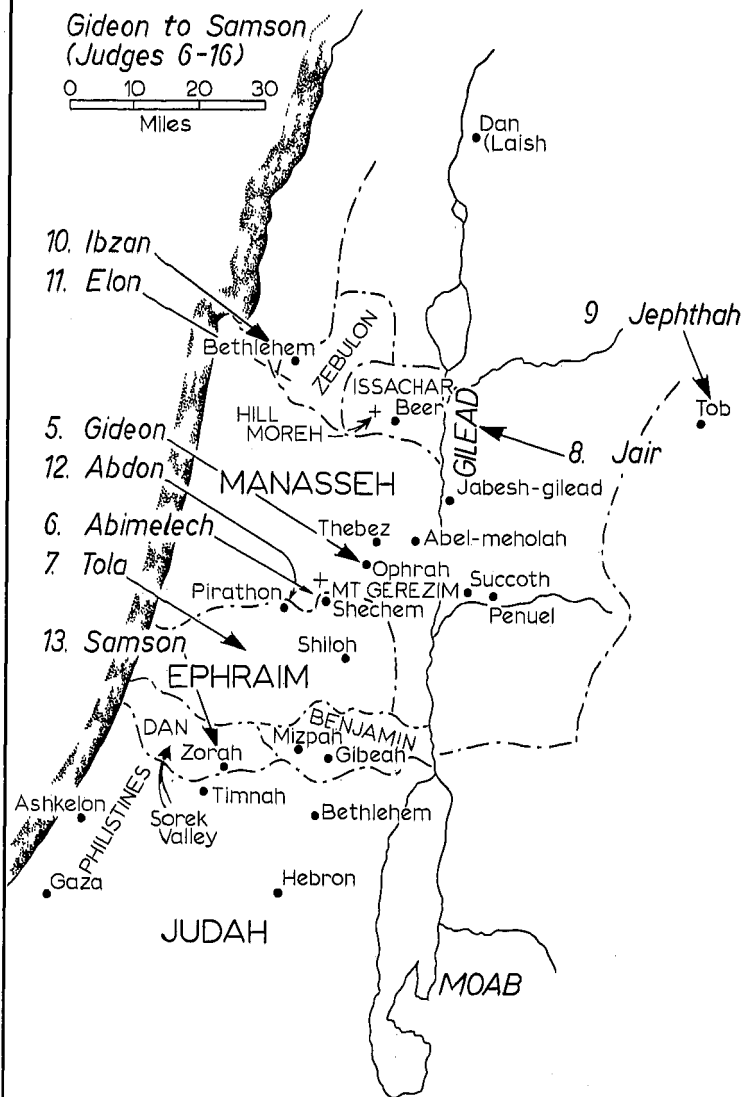 Gideon to Samson
(Judges 6-16)
0 10 20 30
Miles
Dan
(Laish
10. Ibzan
11. Elon
9 Jephthah
Bethlehem
ZEBULON
ISSACHAR
Beer
HILL
MOREH
GILEAD
Tob
5. Gideon
8. Jair
12. Abdon
MANASSEH
Jabesh-gilead
6. Abimelech
Thebez
Abel-meholah
7. Tola
Ophrah
Pirathon
MT GEREZIM
Succoth
Shechem
Penuel
13. Samson
Shiloh
EPHRAIM
DAN
BENJAMIN
Mizpah
Zorah
Gibeah
Timnah
Ashkelon
PHILISTINES
Sorek
Valley
Bethlehem
Gaza
Hebron
JUDAH
MOAB